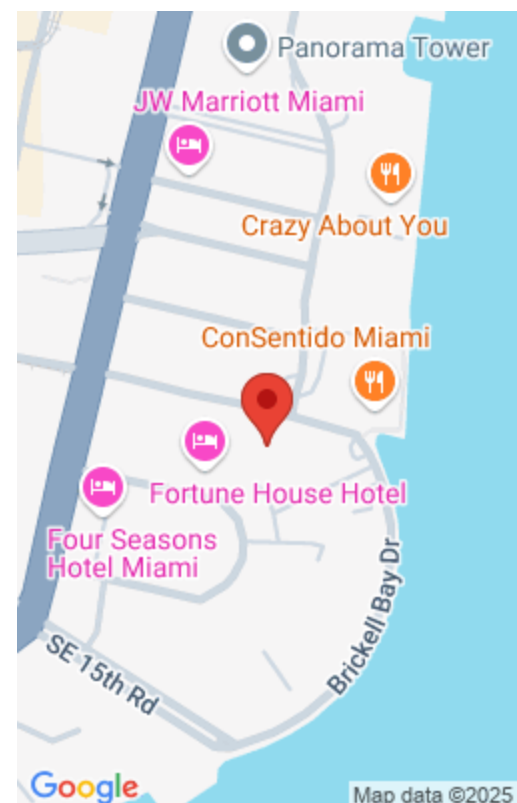 Panorama Tower
JW Marriott Miami
Crazy About You
ConSentido Miami
Fortune House Hotel
Four Seasons
Hotel Miami
Brickell Bay Dr
SE 15th Rd
Google
Map data ©2025